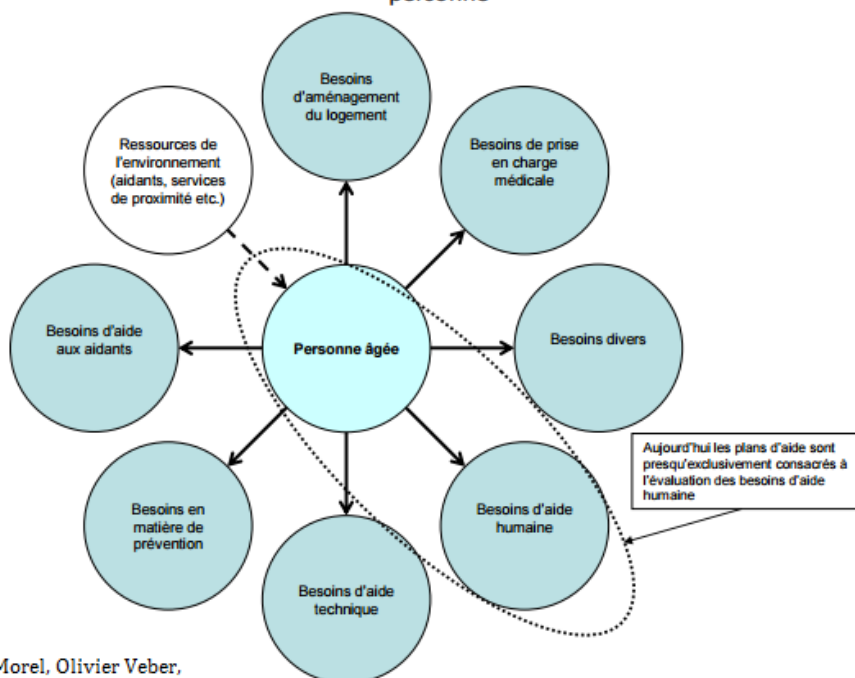 personne
Besoins
d'aménagement
du logement
Ressources de
l'environnement
(aidants, services
de proximité etc.)
Besoins de prise
en charge
médicale
Besoins d'aide
aux aidants
Personne âgée
Besoins divers
Aujourd'hui les plans d'aide sont
presqu'exclusivement consacrés à
l'évaluation des besoins d'aide
humaine
Besoins en
matière de
prévention
Besoins d'aide
humaine
Besoins d'aide
technique
Morel, Olivier Veber,